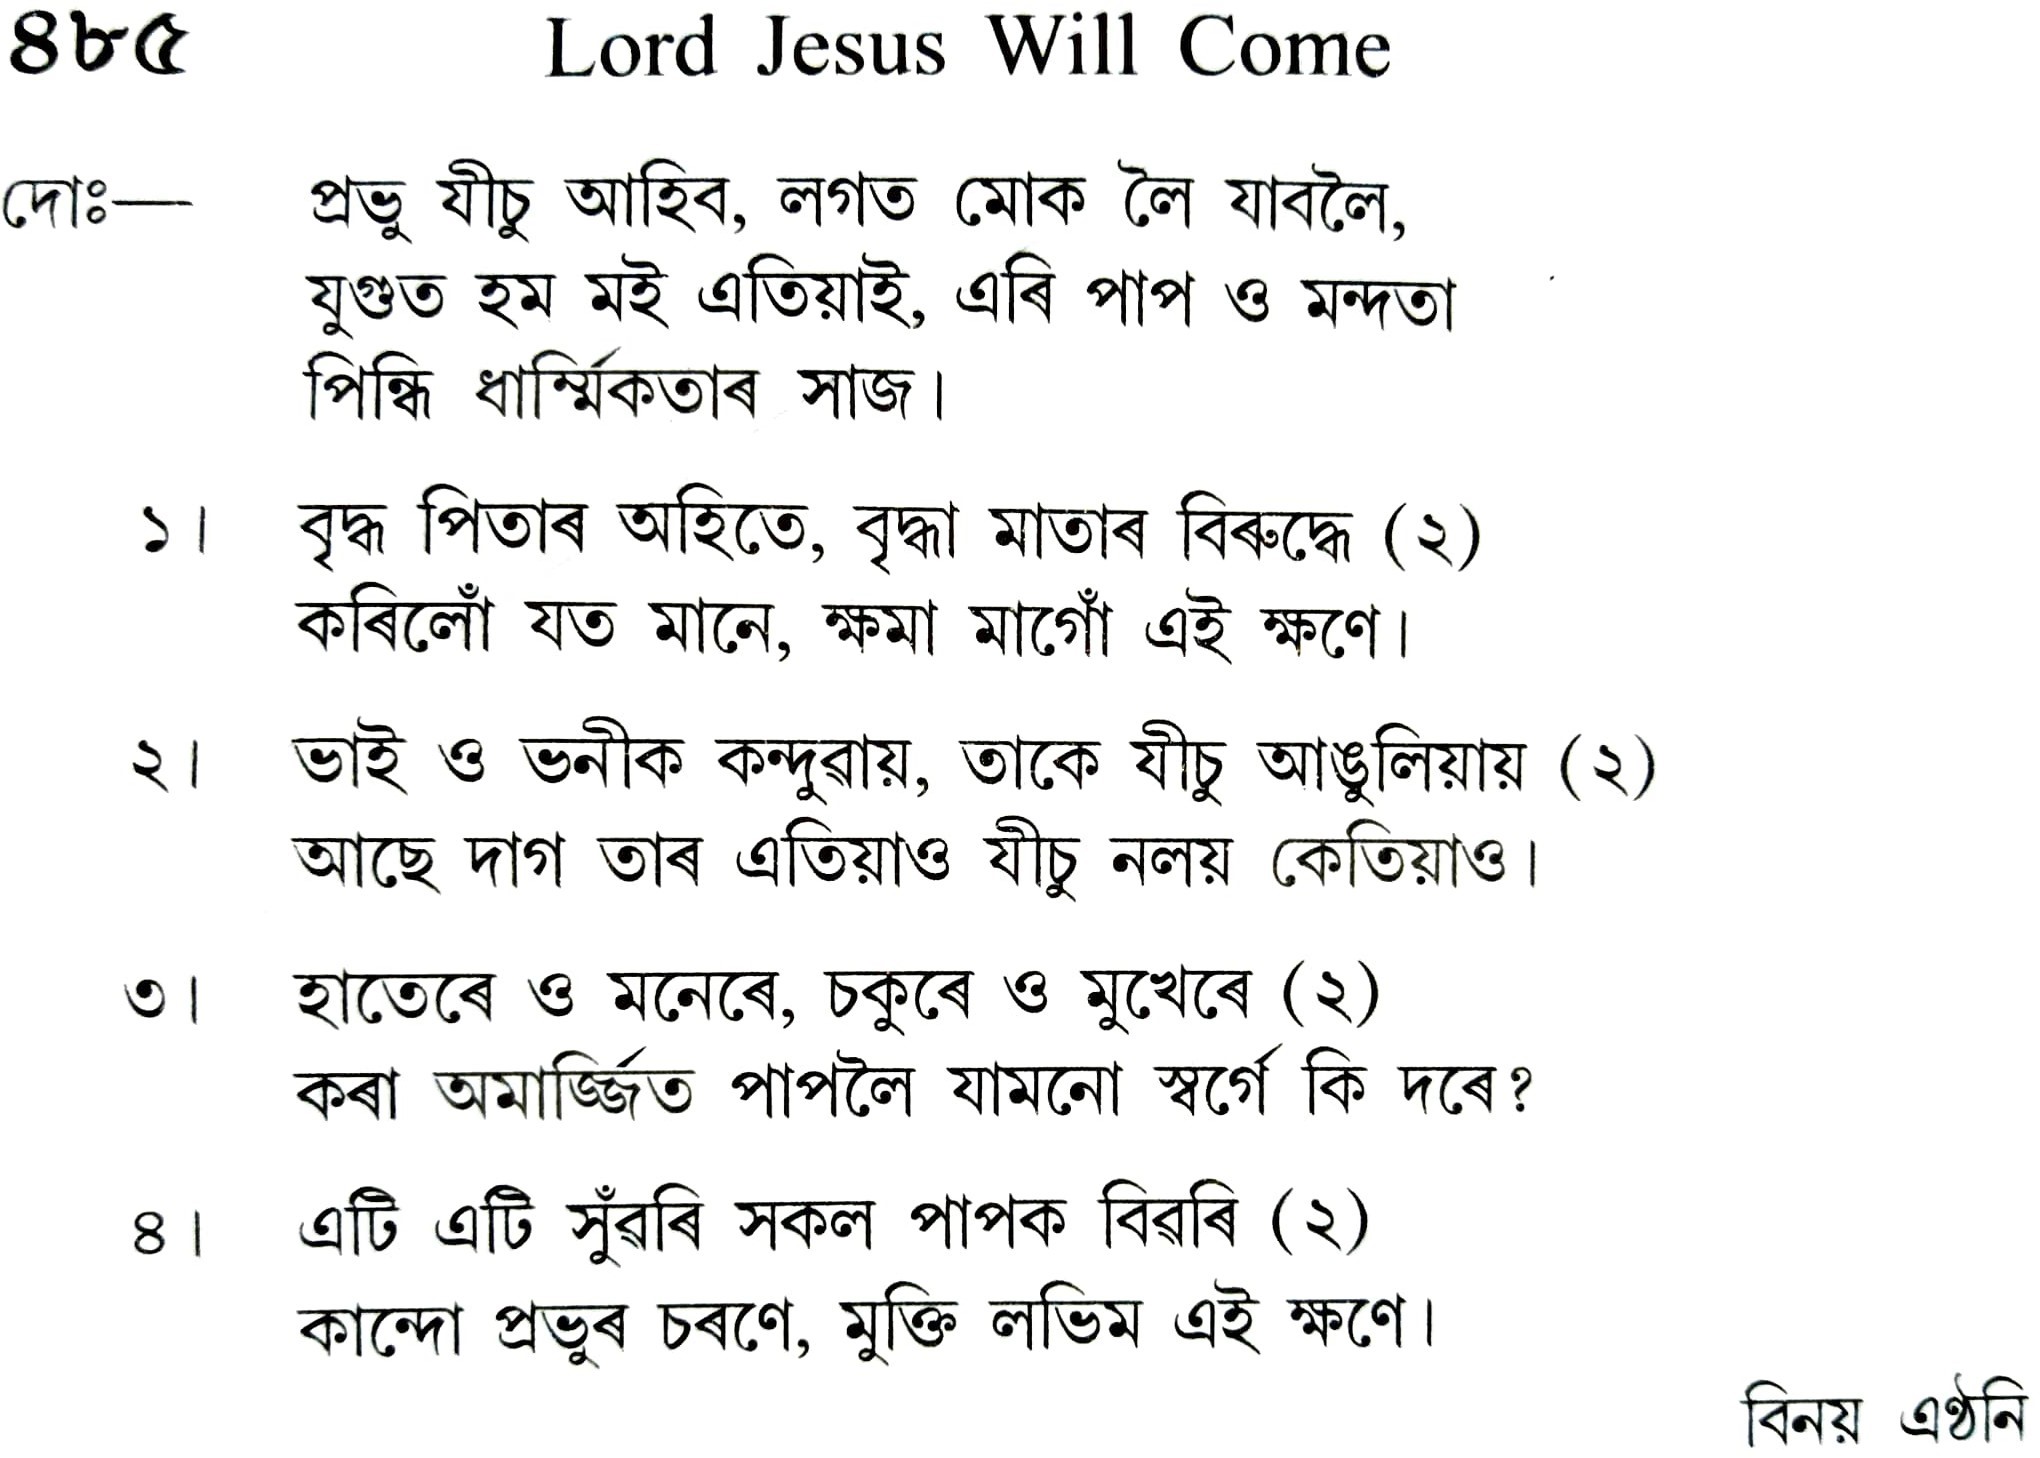 ৪৮৫ Lord Jesus Will Come
দোঃ— প্ৰভু যীচু আহিব, লগত মোক লৈ যাবলৈ,
যুগুত হম মই এতিয়াই, এৰি পাপ ও মন্দতা
পিন্ধি ধাৰ্ম্মিকতাৰ সাজ।
১। বৃদ্ধ পিতাৰ অহিতে, বৃদ্ধা মাতাৰ বিৰুদ্ধে (২)
কৰিলোঁ যত মানে, ক্ষমা মাগোঁ এই ক্ষণে।
২। ভাই ও ভনীক কন্দুৱায়, তাকে যীচু আঙুলিয়ায় (২)
আছে দাগ তাৰ এতিয়াও যীচু নলয় কেতিয়াও।
৩। হাতেৰে ও মনেৰে, চকুৰে ও মুখেৰে (২)
কৰা অমাৰ্জ্জিত পাপলৈ যামনো স্বৰ্গে কি দৰে?
৪। এটি এটি সুঁৱৰি সকল পাপক বিৱৰি (২)
কান্দো প্ৰভুৰ চৰণে, মুক্তি লভিম এই ক্ষণে।
বিনয় এণ্ঠনি